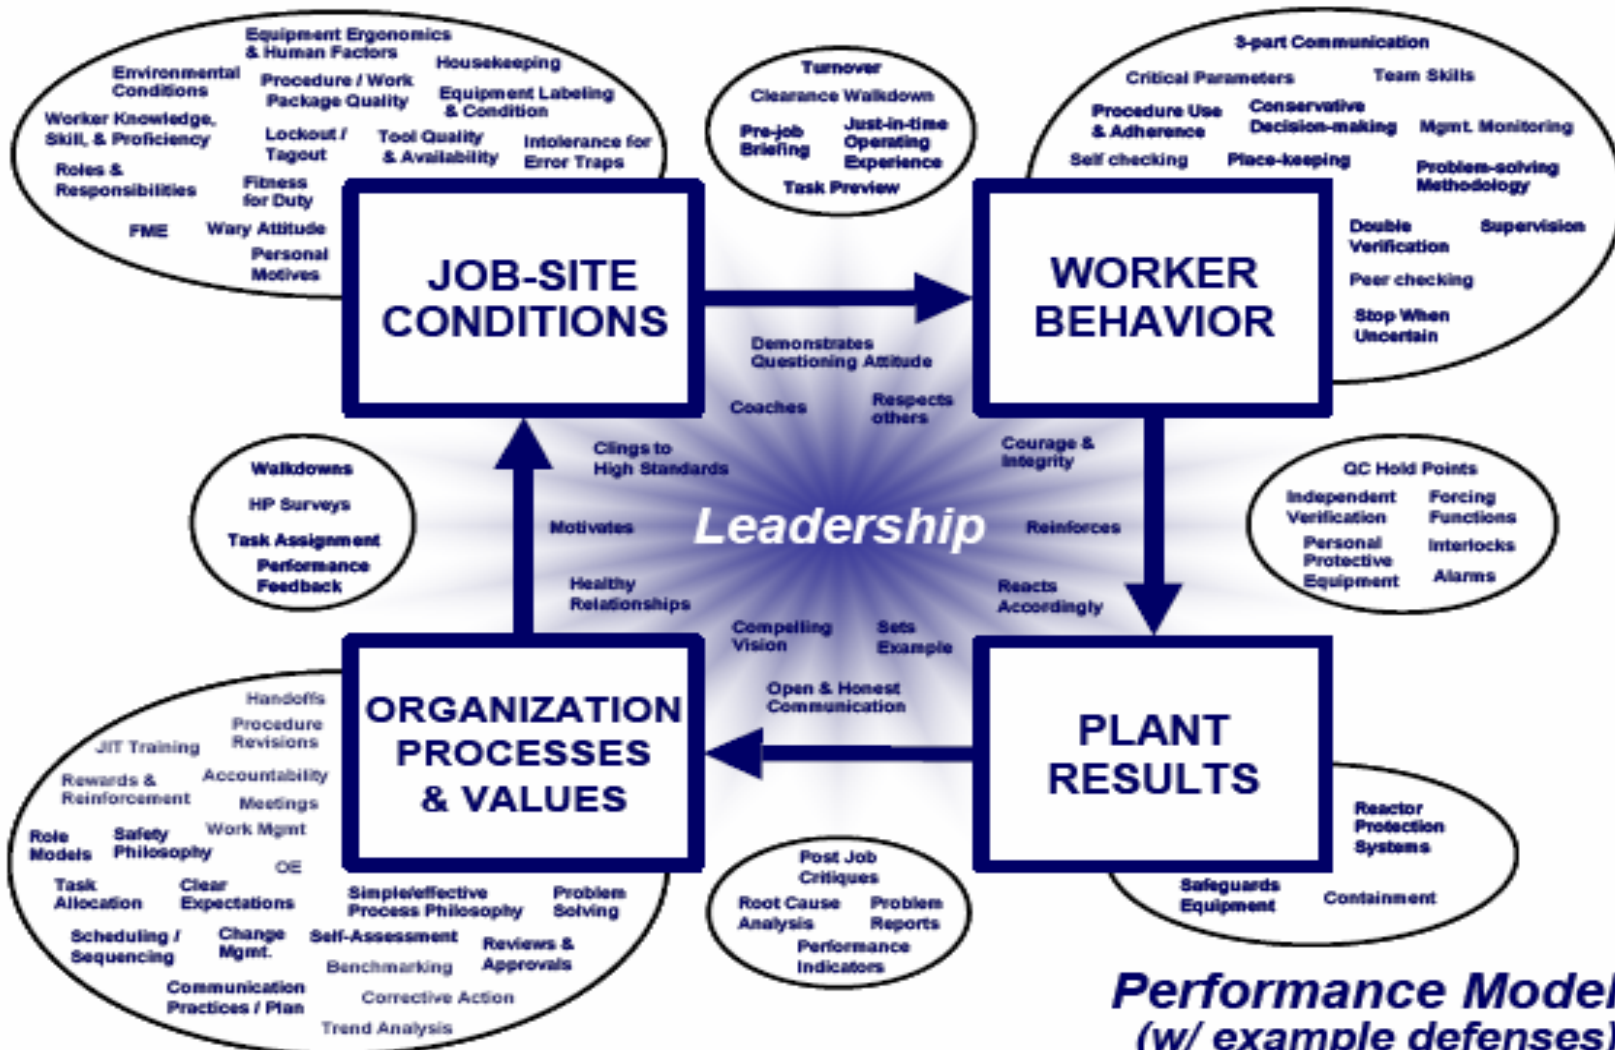 Equipment Ergonomics
& Human Factors
Housekeeping
Environmental
Conditions
Procedure / Work
Package Quality
Equipment Labeling
& Condition
Worker Knowledge,
Skill, & Proficiency
Lockout /
Tagout
Tool Quality
& Availability
Intolerance for
Error Traps
Roles &
Responsibilities
Fitness
for Duty
FME
Wary Attitude
Personal
Motives
JOB-SITE
CONDITIONS
Turnover
Clearance Walkdown
Pre-job
Briefing
Just-in-time
Operating
Experience
Task Preview
3-part Communication
Critical Parameters
Team Skills
Procedure Use
& Adherence
Conservative
Decision-making
Mgmt. Monitoring
Self checking
Place-keeping
Problem-solving
Methodology
Double
Verification
Supervision
Peer checking
Stop When
Uncertain
WORKER
BEHAVIOR
Demonstrates
Questioning Attitude
Coaches
Respects
others
Clings to
High Standards
Courage &
Integrity
Motivates
Leadership
Reinforces
Healthy
Relationships
Reacts
Accordingly
Compelling
Vision
Sets
Example
Open & Honest
Communication
Walkdowns
HP Surveys
Task Assignment
Performance
Feedback
QC Hold Points
Independent
Verification
Forcing
Functions
Personal
Protective
Equipment
Interlocks
Alarms
ORGANIZATION
PROCESSES
& VALUES
Handoffs
Procedure
Revisions
JIT Training
Rewards &
Reinforcement
Accountability
Meetings
Role
Models
Safety
Philosophy
Work Mgmt
OE
Task
Allocation
Clear
Expectations
Simple/effective
Process Philosophy
Problem
Solving
Scheduling /
Sequencing
Change
Mgmt.
Self-Assessment
Reviews &
Approvals
Benchmarking
Communication
Practices / Plan
Corrective Action
Trend Analysis
Post Job
Critiques
Root Cause
Analysis
Problem
Reports
Performance
Indicators
PLANT
RESULTS
Reactor
Protection
Systems
Safeguards
Equipment
Containment
Performance Model
(w/ example defenses)